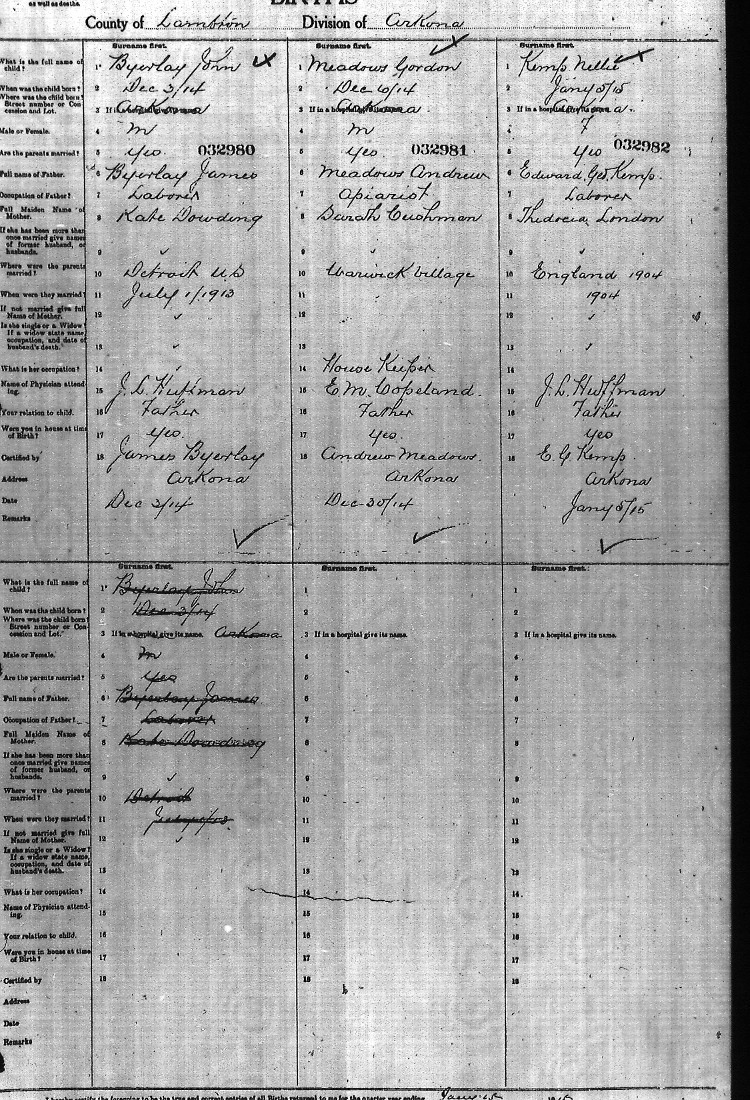 as well as deaths.
BIRTHS
County of Lambton Division of Arkona
Surname first. Surname first. Surname first.
What is the full name of child? 1 Byerlay John 1 Meadows Gordon 1 Kemp Nellie
When was the child born? 2 Dec 3/14 2 Dec 6/14 2 Jany 5/15
Where was the child born? Street number or Concession and Lot. 3 If in a hospital give its name. Arkona 3 If in a hospital give its name. Arkona 3 If in a hospital give its name. Arkona.
Male or Female. 4 M 4 M 4 F
Are the parents married? 5 Yes 032980 5 Yes. 032981 5 Yes 032982
Full name of Father. 6 Byerlay James 6 Meadows Andrew 6 Edward Geo Kemp.
Occupation of Father? 7 Laborer 7 Apiarist 7 Laborer
Full Maiden Name of Mother. 8 Kate Dowding 8 Sarah Cushman 8 Thedocia London
If she has been more than once married give names of former husband, or husbands. 9 9 9
Where were the parents married? 10 Detroit U.S 10 Warwick Village 10 England 1904
When were they married? 11 July 1/1913 11 11 1904
If not married give full Name of Mother. 12 12 12
Is she single or a Widow? If a widow state name, occupation, and date of husband's death. 13 13 13
What is her occupation? 14 14 House Keeper 14
Name of Physician attending. 15 J. L. Huffman 15 E. M. Copeland. 15 J. L. Huffman
Your relation to child. 16 Father 16 Father 16 Father
Were you in house at time of Birth? 17 Yes. 17 Yes. 17 Yes
Certified by 18 James Byerlay 18 Andrew Meadows. 18 E. G. Kemp.
Address Arkona Arkona Arkona
Date Dec 3/14 Dec 30/14 Jany 5/15
Remarks
Surname first. Surname first. Surname first.
What is the full name of child? 1 Byerlay John 1 1
When was the child born? 2 Dec 3/14 2 2
Where was the child born? Street number or Concession and Lot. 3 If in a hospital give its name. Arkona 3 If in a hospital give its name. 3 If in a hospital give its name.
Male or Female. 4 M 4 4
Are the parents married? 5 Yes 5 5
Full name of Father. 6 Byerlay James 6 6
Occupation of Father? 7 Laborer 7 7
Full Maiden Name of Mother. 8 Kate Dowding 8 8
If she has been more than once married give names of former husband, or husbands. 9 9 9
Where were the parents married? 10 Detroit 10 10
When were they married? 11 11 11
If not married give full Name of Mother. 12 12 12
Is she single or a Widow? If a widow state name, occupation, and date of husband's death. 13 13 13
What is her occupation? 14 14 14
Name of Physician attending. 15 15 15
Your relation to child. 16 16 16
Were you in house at time of Birth? 17 17 17
Certified by 18 18 18
Address
Date
Remarks
I hereby certify the foregoing to be the true and correct entries of all Births returned to me for the quarter year ending